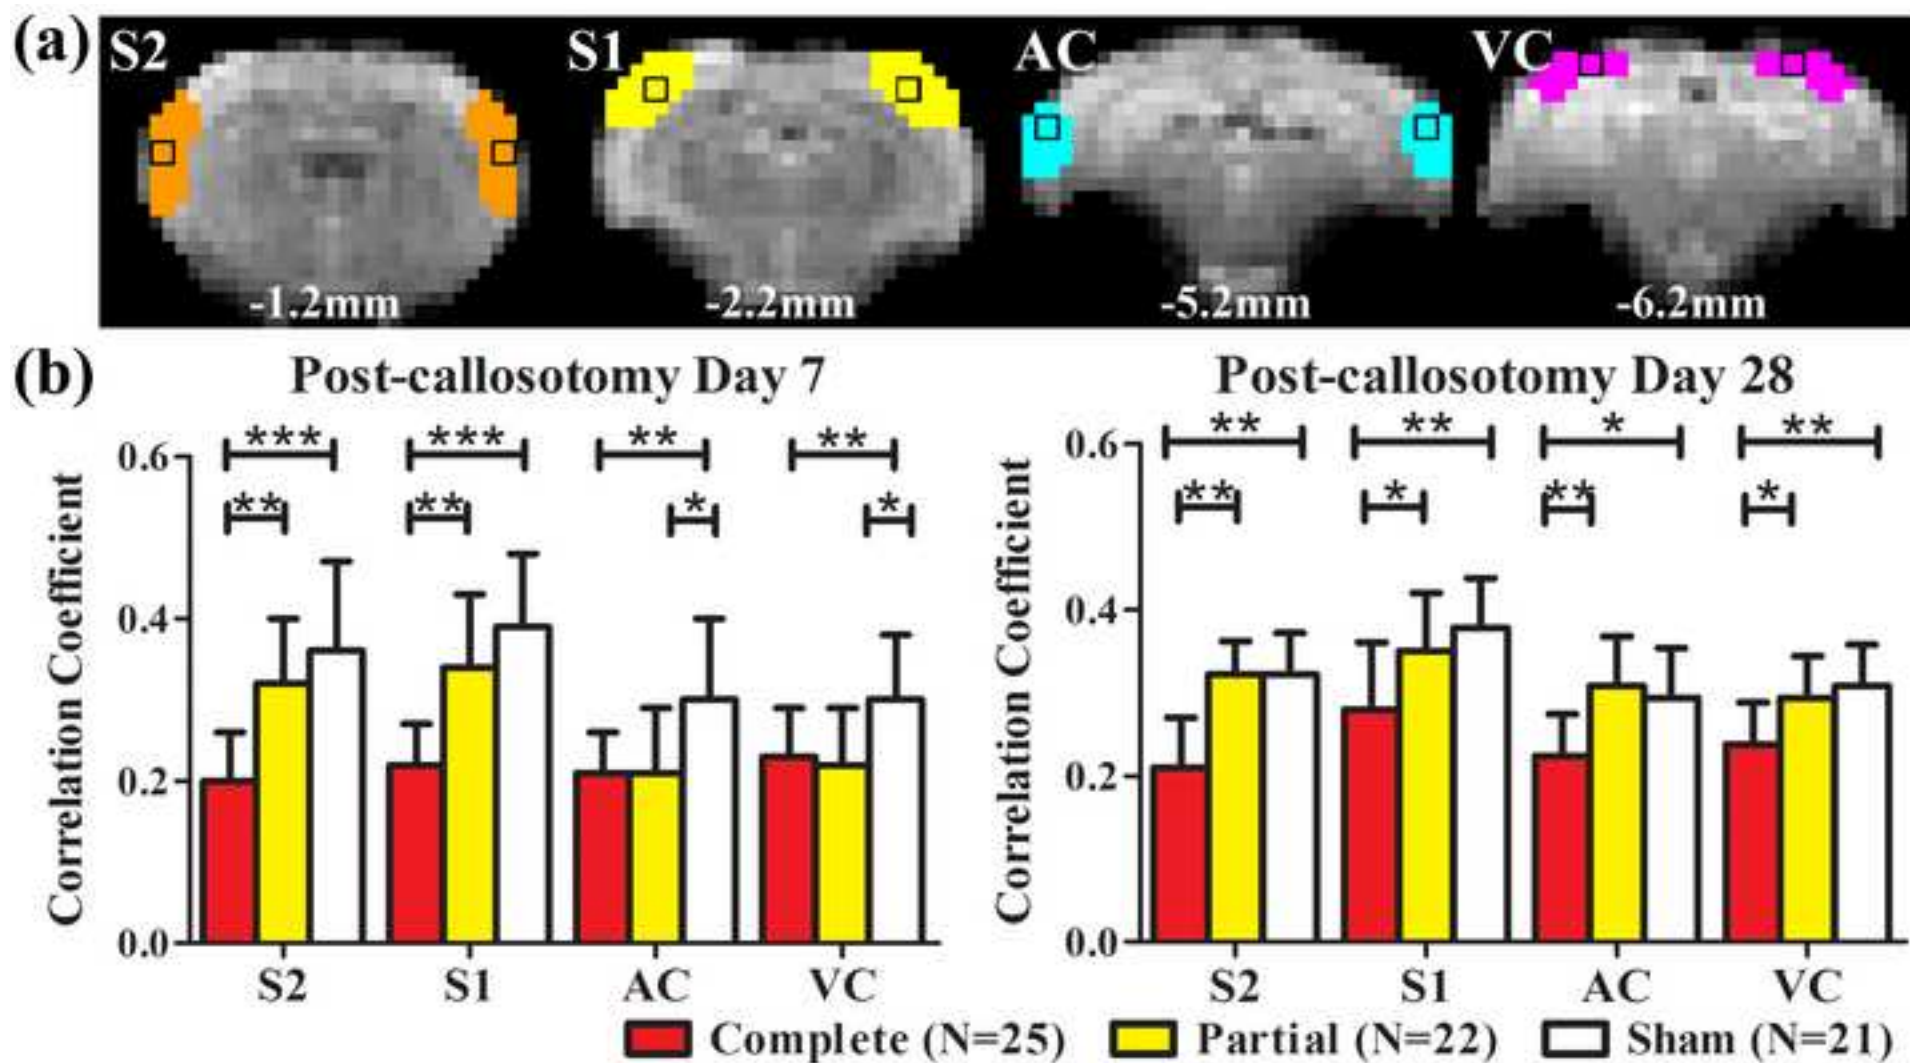 (a) S2 S1 AC VC
-1.2mm -2.2mm -5.2mm -6.2mm
(b) Post-callosotomy Day 7
*** *** ** **
** ** * *
Correlation Coefficient
0.6
0.4
0.2
0.0
S2 S1 AC VC
Post-callosotomy Day 28
** ** * **
** * ** *
Correlation Coefficient
0.6
0.4
0.2
0.0
S2 S1 AC VC
Complete (N=25) Partial (N=22) Sham (N=21)